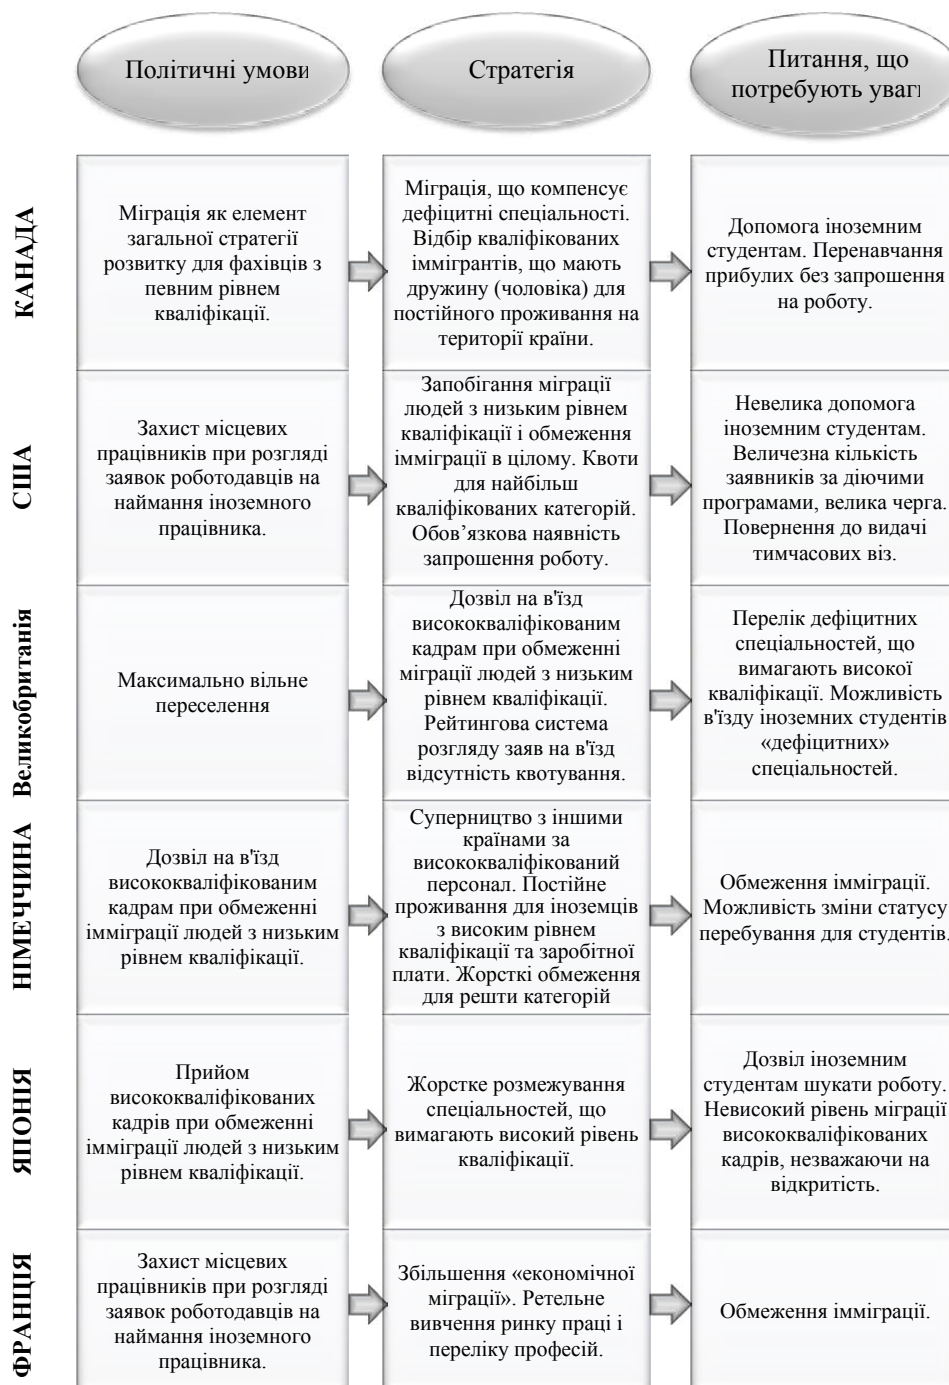 Політичні умови
Стратегія
Питання, що
потребують уваги
КАНАДА
Міграція як елемент
загальної стратегії
розвитку для фахівців з
певним рівнем
кваліфікації.
Міграція, що компенсує
дефіцитні спеціальності.
Відбір кваліфікованих
іммігрантів, що мають
дружину (чоловіка) для
постійного проживання на
території країни.
Допомога іноземним
студентам. Перенавчання
прибулих без запрошення
на роботу.
США
Захист місцевих
працівників при розгляді
заявок роботодавців на
наймання іноземного
працівника.
Запобігання міграції
людей з низьким рівнем
кваліфікації і обмеження
імміграції в цілому. Квоти
для найбільш
кваліфікованих категорій.
Обов’язкова наявність
запрошення роботу.
Невелика допомога
іноземним студентам.
Величезна кількість
заявників за діючими
програмами, велика черга.
Повернення до видачі
тимчасових віз.
Великобританія
Максимально вільне
переселення
Дозвіл на в'їзд
висококваліфікованим
кадрам при обмеженні
міграції людей з низьким
рівнем кваліфікації.
Рейтингова система
розгляду заяв на в'їзд
відсутність квотування.
Перелік дефіцитних
спеціальностей, що
вимагають високої
кваліфікації. Можливість
в'їзду іноземних студентів
«дефіцитних»
спеціальностей.
НІМЕЧЧИНА
Дозвіл на в'їзд
висококваліфікованим
кадрам при обмеженні
імміграції людей з низьким
рівнем кваліфікації.
Суперництво з іншими
країнами за
висококваліфікований
персонал. Постійне
проживання для іноземців
з високим рівнем
кваліфікації та заробітної
плати. Жорсткі обмеження
для решти категорій
Обмеження імміграції.
Можливість зміни статусу
перебування для студентів.
ЯПОНІЯ
Прийом
висококваліфікованих
кадрів при обмеженні
імміграції людей з низьким
рівнем кваліфікації.
Жорстке розмежування
спеціальностей, що
вимагають високий рівень
кваліфікації.
Дозвіл іноземним
студентам шукати роботу.
Невисокий рівень міграції
висококваліфікованих
кадрів, незважаючи на
відкритість.
ФРАНЦІЯ
Захист місцевих
працівників при розгляді
заявок роботодавців на
наймання іноземного
працівника.
Збільшення «економічної
міграції». Ретельне
вивчення ринку праці і
переліку професій.
Обмеження імміграції.